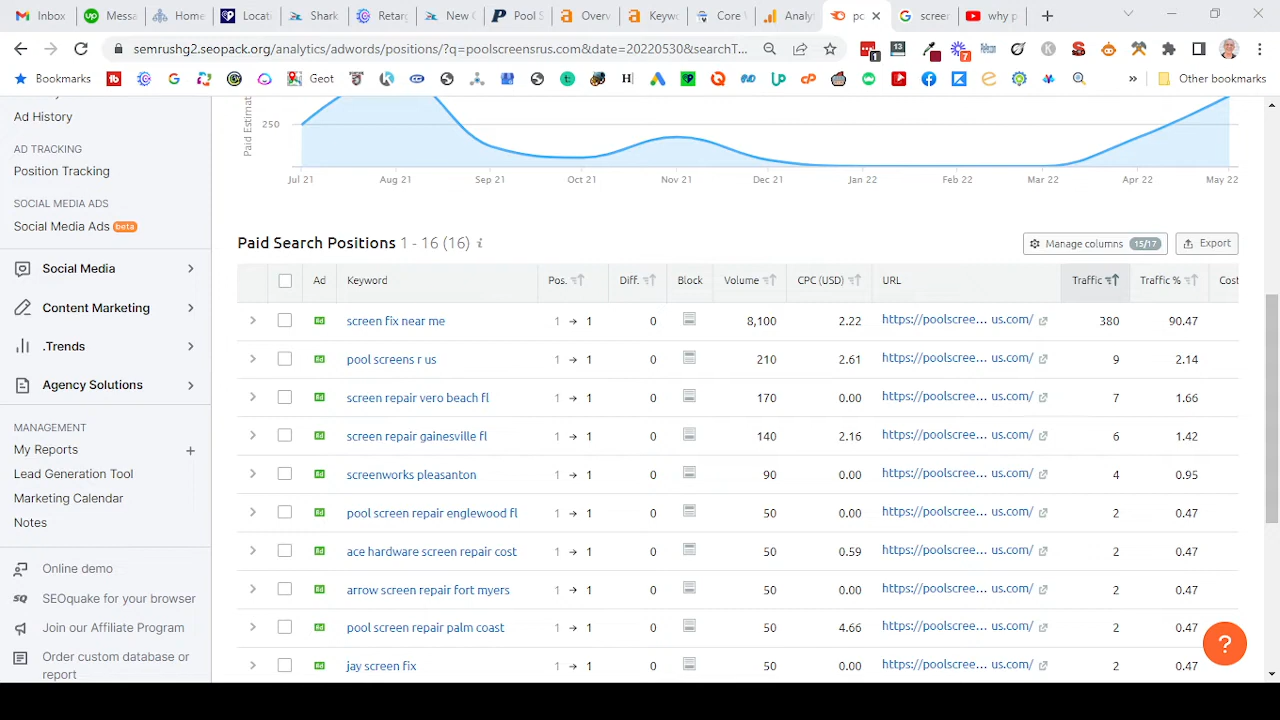 Inbox
Messa
Home
Locati
Shark
Retarg
New C
Pool S
Overv
Keywo
Core V
Analy
pc
screen
why p
semrushg2.seopack.org/analytics/adwords/positions/?q=poolscreensrus.com&date=20220530&searchT...
Bookmarks
Geot
Other bookmarks
Ad History
AD TRACKING
Position Tracking
SOCIAL MEDIA ADS
Social Media Ads beta
Social Media
Content Marketing
.Trends
Agency Solutions
MANAGEMENT
My Reports +
Lead Generation Tool
Marketing Calendar
Notes
Online demo
SEOquake for your browser
Join our Affiliate Program
Order custom database or
report
Paid Estimat
250
Jul 21 Aug 21 Sep 21 Oct 21 Nov 21 Dec 21 Jan 22 Feb 22 Mar 22 Apr 22 May 22
Paid Search Positions 1 - 16 (16) i
Manage columns 15/17
Export
Ad Keyword Pos. Diff. Block Volume CPC (USD) URL Traffic Traffic % Cost
Ad screen fix near me 1 → 1 0 8,100 2.22 https://poolscree... us.com/ 380 90.47
Ad pool screens r us 1 → 1 0 210 2.61 https://poolscree... us.com/ 9 2.14
Ad screen repair vero beach fl 1 → 1 0 170 0.00 https://poolscree... us.com/ 7 1.66
Ad screen repair gainesville fl 1 → 1 0 140 2.16 https://poolscree... us.com/ 6 1.42
Ad screenworks pleasanton 1 → 1 0 90 0.00 https://poolscree... us.com/ 4 0.95
Ad pool screen repair englewood fl 1 → 1 0 50 0.00 https://poolscree... us.com/ 2 0.47
Ad ace hardware screen repair cost 1 → 1 0 50 0.59 https://poolscree... us.com/ 2 0.47
Ad arrow screen repair fort myers 1 → 1 0 50 0.00 https://poolscree... us.com/ 2 0.47
Ad pool screen repair palm coast 1 → 1 0 50 4.66 https://poolscree... us.com/ 2 0.47
Ad jay screen fix 1 → 1 0 50 0.00 https://poolscree... us.com/ 2 0.47
?